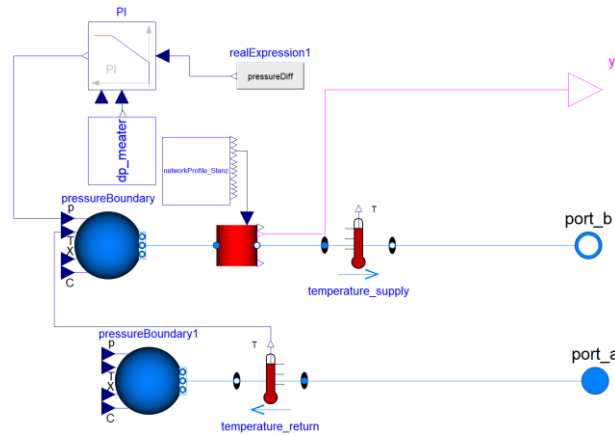 PI
realExpression1
PI
pressureDiff
y
dp_meater
networkProfile_Stanz
pressureBoundary
p
T
X
C
T
port_b
temperature_supply
pressureBoundary1
p
T
X
C
T
port_a
temperature_return